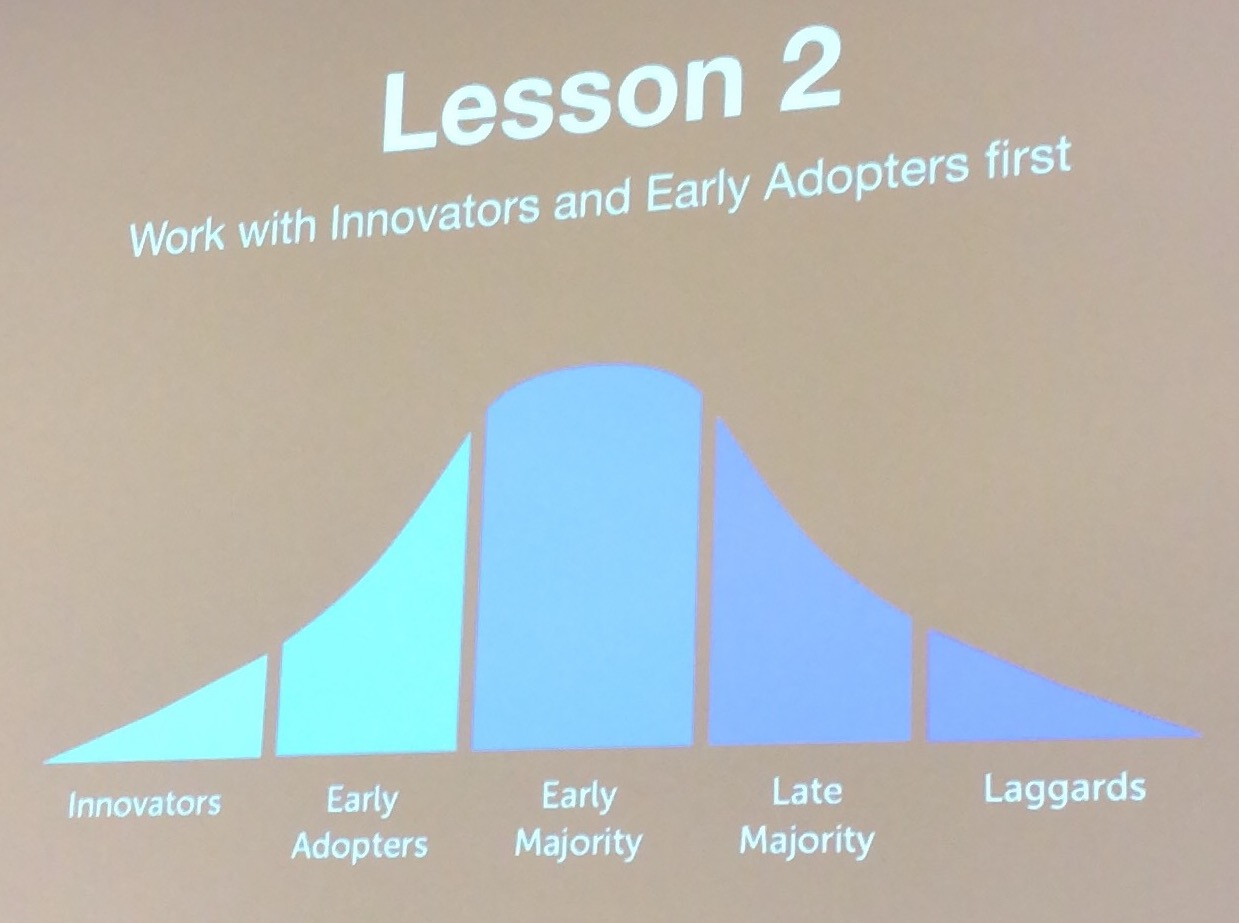 Lesson 2
Work with Innovators and Early Adopters first
Innovators
Early
Adopters
Early
Majority
Late
Majority
Laggards